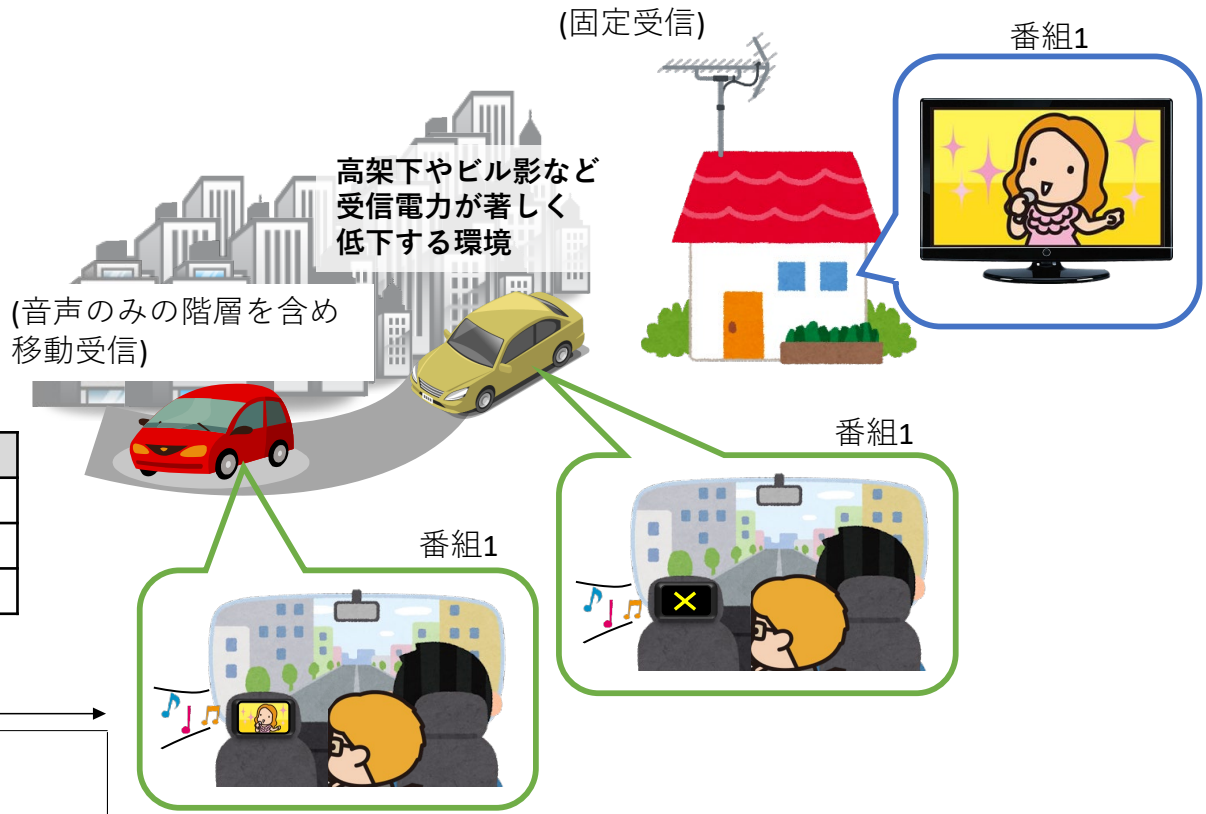 (固定受信)
番組1
高架下やビル影など
受信電力が著しく
低下する環境
(音声のみの階層を含め
移動受信)
番組1
番組1